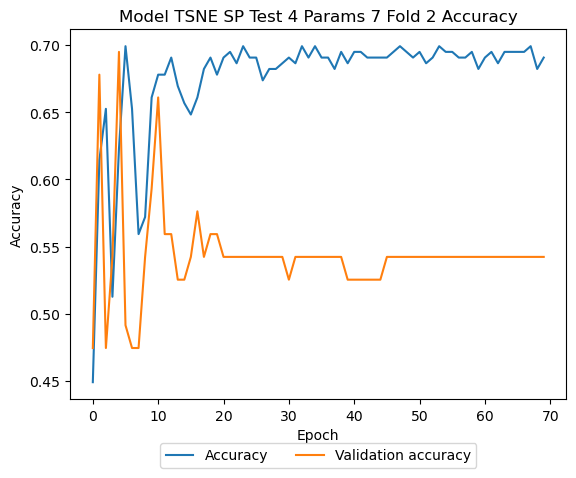 Model TSNE SP Test 4 Params 7 Fold 2 Accuracy
Accuracy
0.70
0.65
0.60
0.55
0.50
0.45
0 10 20 30 40 50 60 70
Epoch
Accuracy Validation accuracy